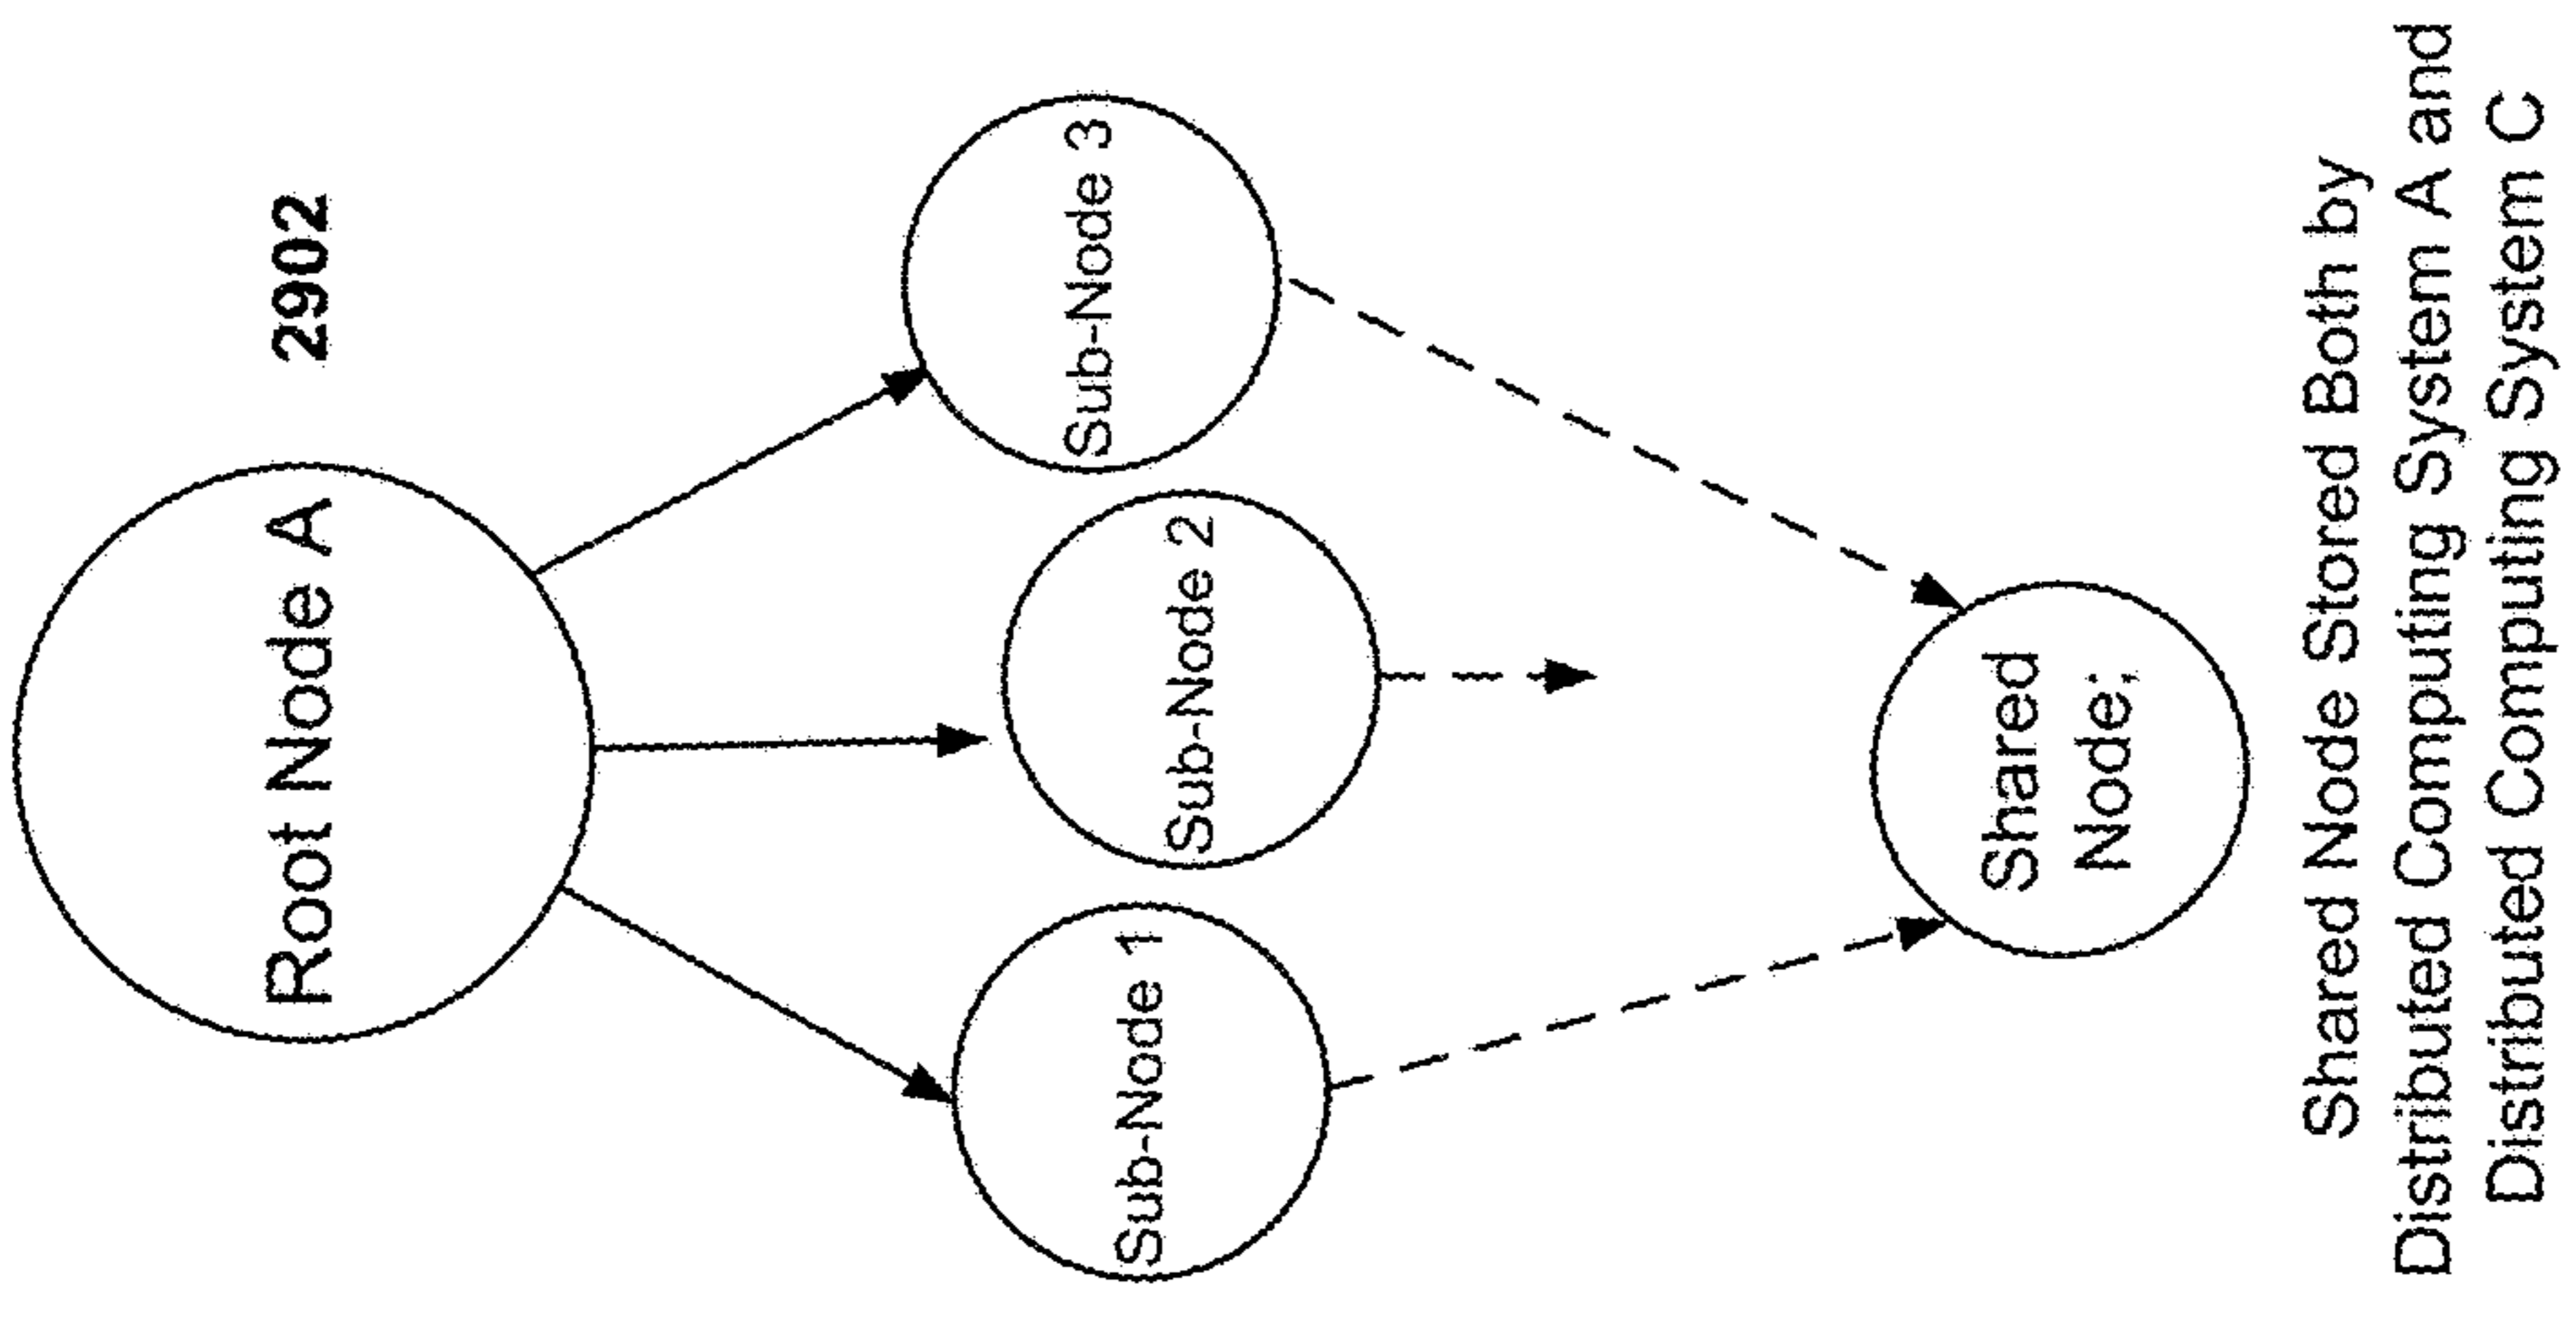 Root Node A
2902
Sub-Node 1
Sub-Node 2
Sub-Node 3
Shared
Node;
Shared Node Stored Both by
Distributed Computing System A and
Distributed Computing System C